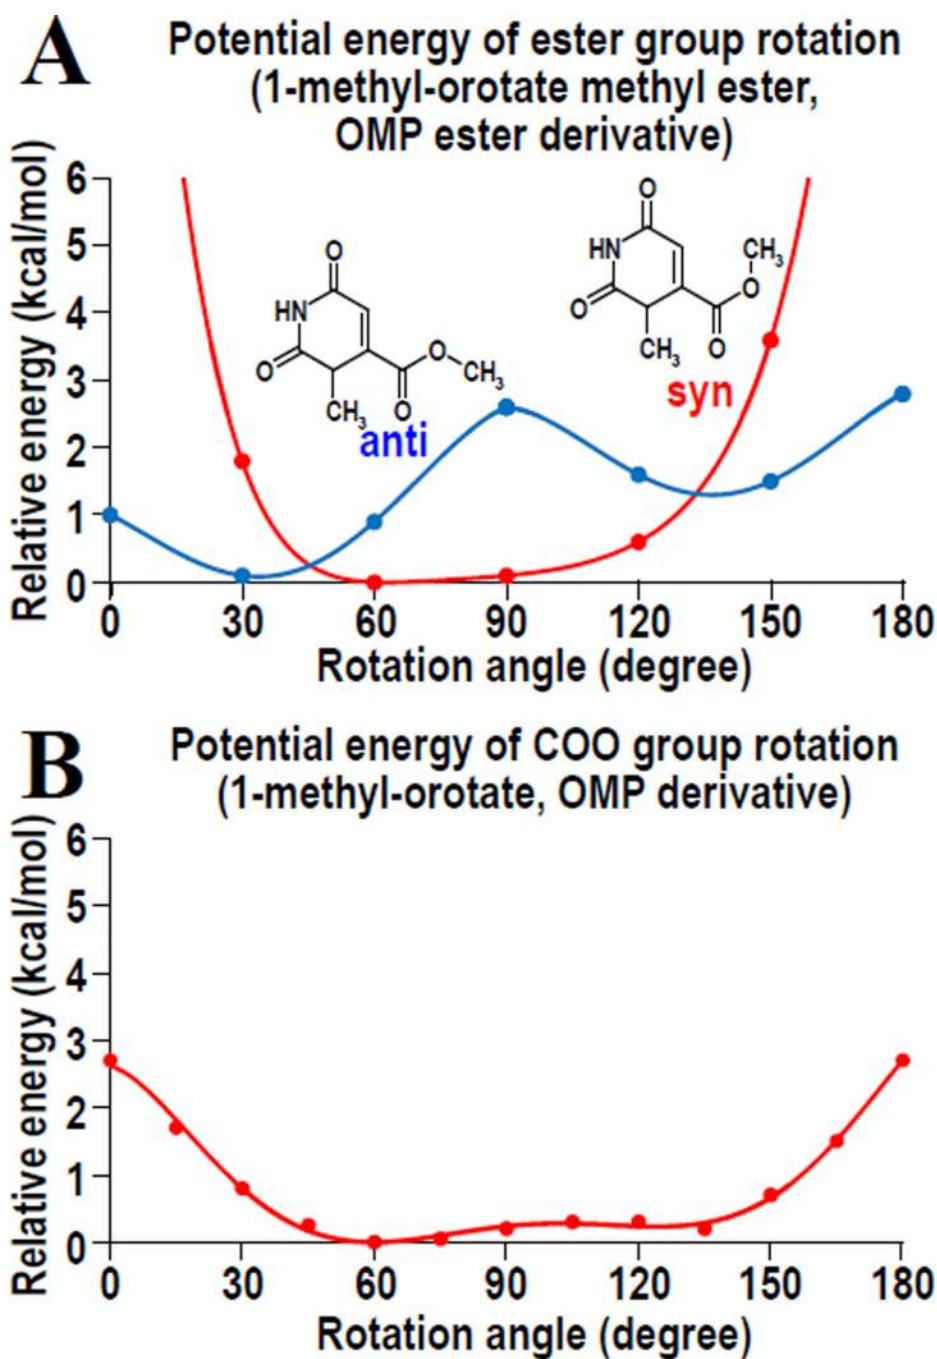 A
Potential energy of ester group rotation
(1-methyl-orotate methyl ester,
OMP ester derivative)
Relative energy (kcal/mol)
6
5
4
3
2
1
0
O
HN
O
O
CH3
CH3
O
anti
O
HN
CH3
O
O
CH3
O
syn
0 30 60 90 120 150 180
Rotation angle (degree)
B
Potential energy of COO group rotation
(1-methyl-orotate, OMP derivative)
Relative energy (kcal/mol)
6
5
4
3
2
1
0
0 30 60 90 120 150 180
Rotation angle (degree)